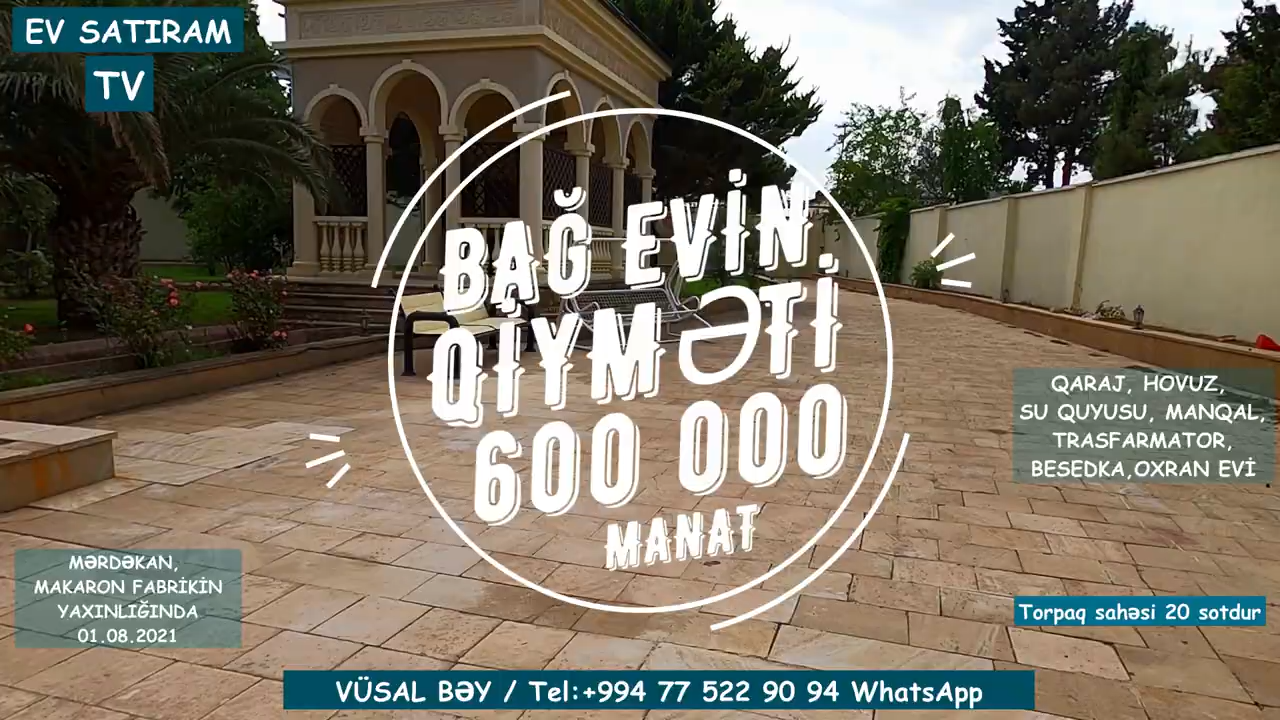 EV SATIRAM
TV
BAĞ EVİN
QİYMƏTİ
600 000
MANAT
QARAJ, HOVUZ,
SU QUYUSU, MANQAL,
TRASFARMATOR,
BESEDKA,OXRAN EVİ
MƏRDƏKAN,
MAKARON FABRİKİN
YAXINLIĞINDA
01.08.2021
Torpaq sahəsi 20 sotdur
VÜSAL BƏY / Tel:+994 77 522 90 94 WhatsApp